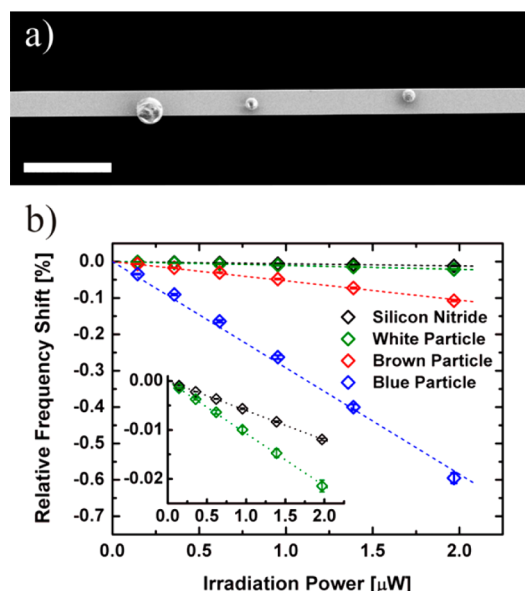 a)
b)
0.0
-0.1
-0.2
-0.3
-0.4
-0.5
-0.6
-0.7
Relative Frequency Shift [%]
Silicon Nitride
White Particle
Brown Particle
Blue Particle
0.00
-0.01
-0.02
0.0 0.5 1.0 1.5 2.0
0.0 0.5 1.0 1.5 2.0
Irradiation Power [µW]